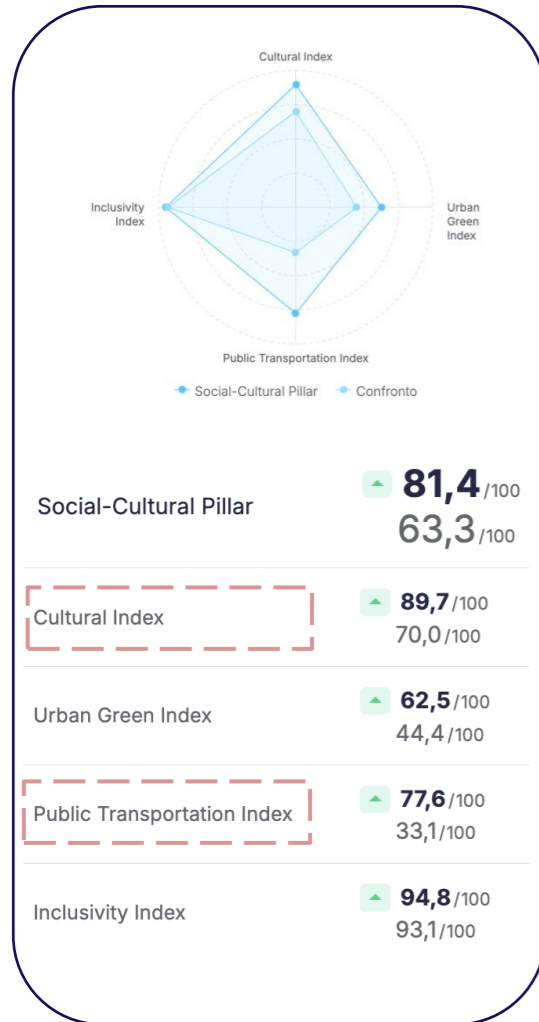 Cultural Index
Inclusivity
Index
Urban
Green
Index
Public Transportation Index
Social-Cultural Pillar
Confronto
Social-Cultural Pillar
81,4/100
63,3/100
Cultural Index
89,7/100
70,0/100
Urban Green Index
62,5/100
44,4/100
Public Transportation Index
77,6/100
33,1/100
Inclusivity Index
94,8/100
93,1/100